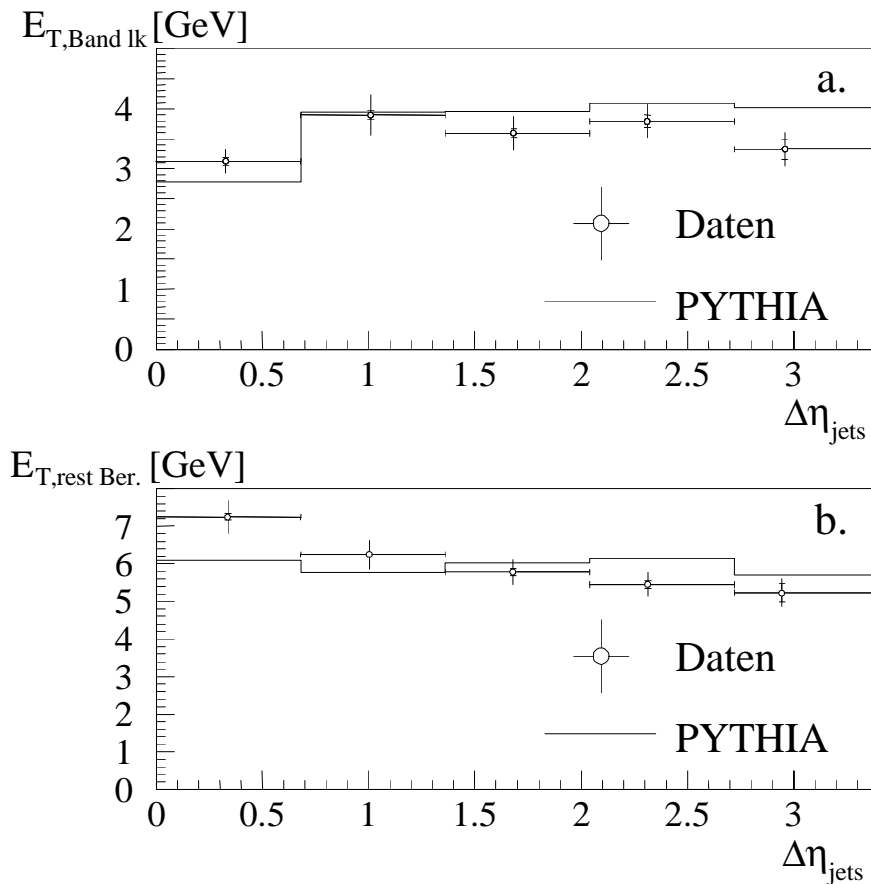 E_T,Band lk [GeV]
a.
4
3
2
1
0
Daten
PYTHIA
0 0.5 1 1.5 2 2.5 3
Δη_jets
E_T,rest Ber. [GeV]
b.
7
6
5
4
3
2
1
0
Daten
PYTHIA
0 0.5 1 1.5 2 2.5 3
Δη_jets